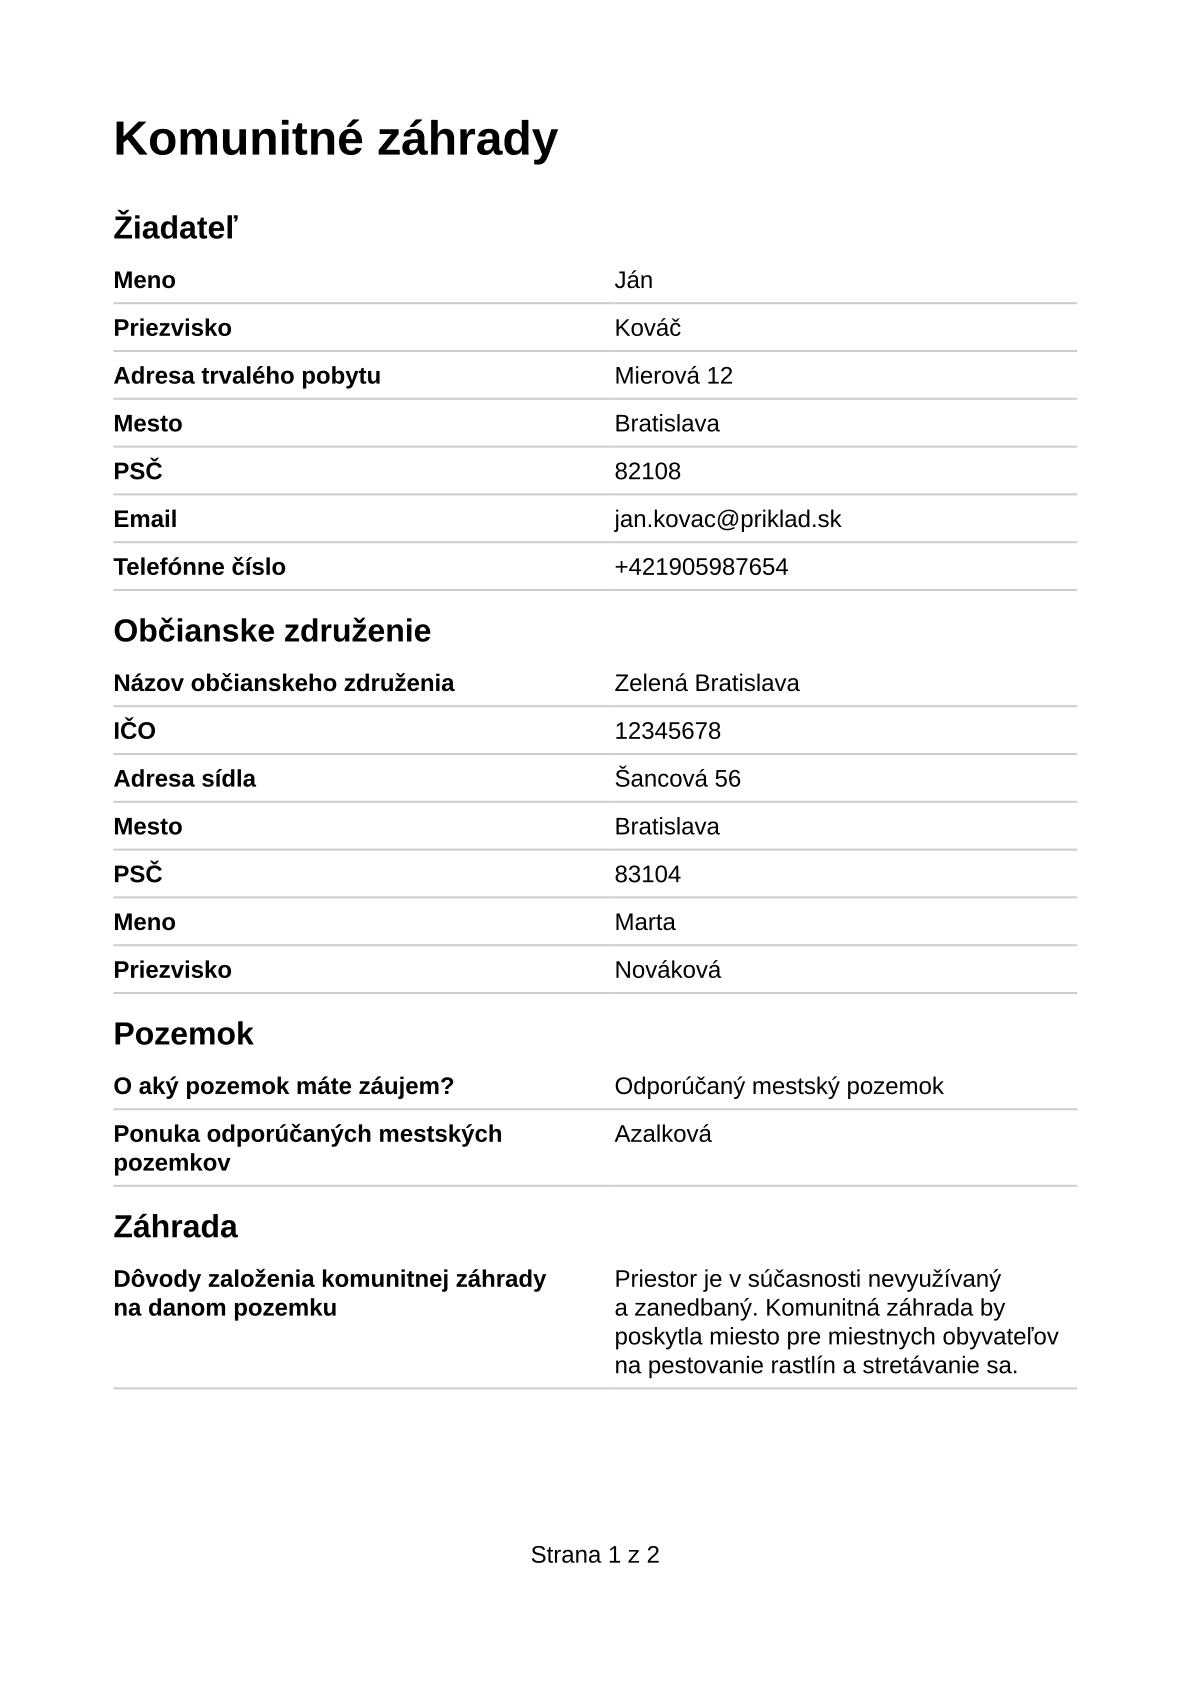 Komunitné záhrady
Žiadateľ
Meno Ján
Priezvisko Kováč
Adresa trvalého pobytu Mierová 12
Mesto Bratislava
PSČ 82108
Email jan.kovac@priklad.sk
Telefónne číslo +421905987654
Občianske združenie
Názov občianskeho združenia Zelená Bratislava
IČO 12345678
Adresa sídla Šancová 56
Mesto Bratislava
PSČ 83104
Meno Marta
Priezvisko Nováková
Pozemok
O aký pozemok máte záujem? Odporúčaný mestský pozemok
Ponuka odporúčaných mestských Azalková
pozemkov
Záhrada
Dôvody založenia komunitnej záhrady Priestor je v súčasnosti nevyužívaný
na danom pozemku a zanedbaný. Komunitná záhrada by
poskytla miesto pre miestnych obyvateľov
na pestovanie rastlín a stretávanie sa.
Strana 1 z 2